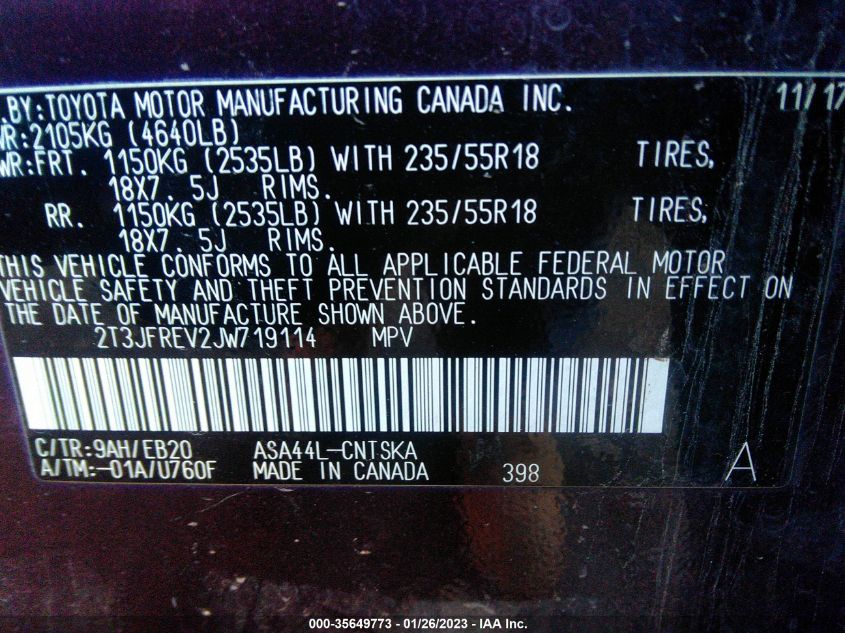 .BY:TOYOTA MOTOR MANUFACTURING CANADA INC. 11/17
WR:2105KG (4640LB)
WR:FRT. 1150KG (2535LB) WITH 235/55R18 TIRES,
18X7.5J RIMS.
RR. 1150KG (2535LB) WITH 235/55R18 TIRES,
18X7.5J RIMS.
THIS VEHICLE CONFORMS TO ALL APPLICABLE FEDERAL MOTOR
VEHICLE SAFETY AND THEFT PREVENTION STANDARDS IN EFFECT ON
THE DATE OF MANUFACTURE SHOWN ABOVE.
2T3JFREV2JW719114 MPV
C/TR:9AH/EB20 ASA44L-CNTSKA
A/TM:-01A/U760F MADE IN CANADA 398 A
000-35649773 - 01/26/2023 - IAA Inc.